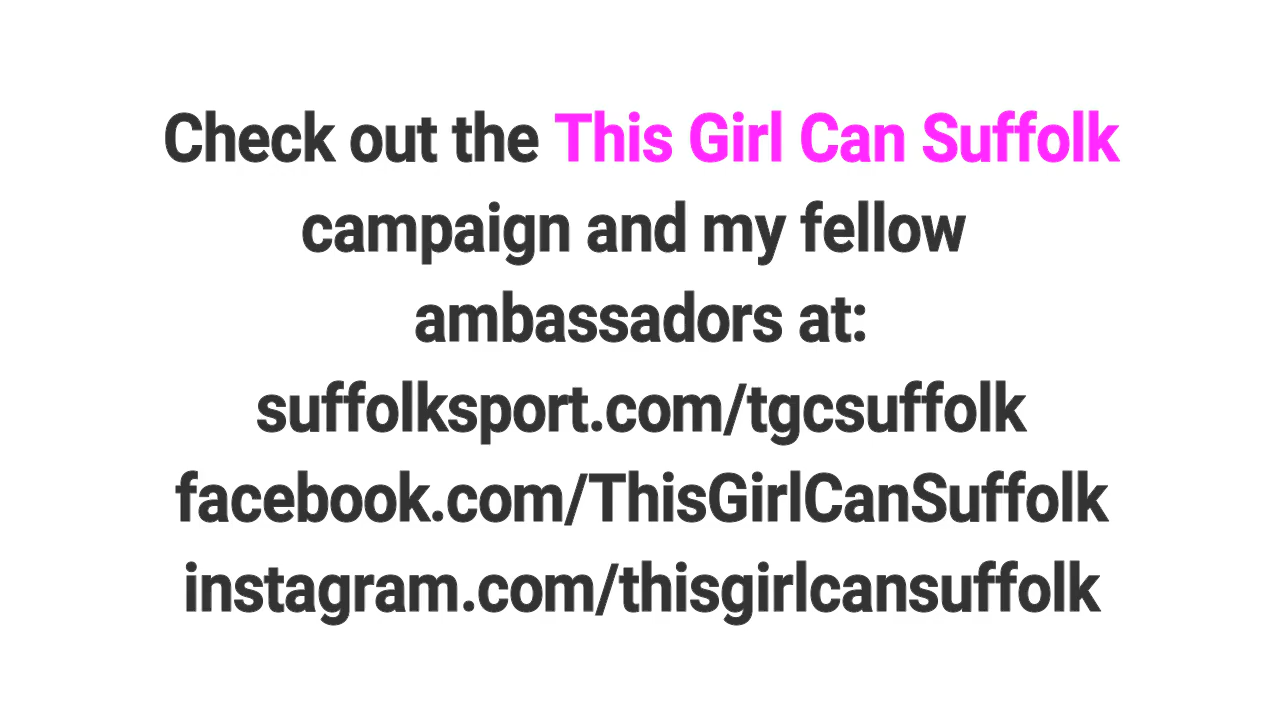 Check out the This Girl Can Suffolk
campaign and my fellow
ambassadors at:
suffolksport.com/tgcsuffolk
facebook.com/ThisGirlCanSuffolk
instagram.com/thisgirlcansuffolk